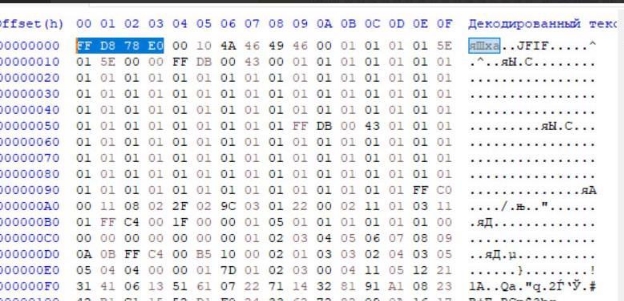 ffset(h) 00 01 02 03 04 05 06 07 08 09 0A 0B 0C 0D 0E 0F Декодированный текс
00000000 FF D8 78 E0 00 10 4A 46 49 46 00 01 01 01 01 5E яШxа..JFIF.....^
00000010 01 5E 00 00 FF DB 00 43 00 01 01 01 01 01 01 01 .^..яЫ.C........
00000020 01 01 01 01 01 01 01 01 01 01 01 01 01 01 01 01 ................
00000030 01 01 01 01 01 01 01 01 01 01 01 01 01 01 01 01 ................
00000040 01 01 01 01 01 01 01 01 01 01 01 01 01 01 01 01 ................
00000050 01 01 01 01 01 01 01 01 01 FF DB 00 43 01 01 01 .........яЫ.C...
00000060 01 01 01 01 01 01 01 01 01 01 01 01 01 01 01 01 ................
00000070 01 01 01 01 01 01 01 01 01 01 01 01 01 01 01 01 ................
00000080 01 01 01 01 01 01 01 01 01 01 01 01 01 01 01 01 ................
00000090 01 01 01 01 01 01 01 01 01 01 01 01 01 01 FF C0 ..............яА
000000A0 00 11 08 02 2F 02 9C 03 01 22 00 02 11 01 03 11 ..../.њ.."......
000000B0 01 FF C4 00 1F 00 00 01 05 01 01 01 01 01 01 00 .яД.............
000000C0 00 00 00 00 00 00 00 01 02 03 04 05 06 07 08 09 ................
000000D0 0A 0B FF C4 00 B5 10 00 02 01 03 03 02 04 03 05 ..яД.µ..........
000000E0 05 04 04 00 00 01 7D 01 02 03 00 04 11 05 12 21 ......}........!
000000F0 31 41 06 13 51 61 07 22 71 14 32 81 91 A1 08 23 1A..Qa."q.2Ѓ‘Ў.#